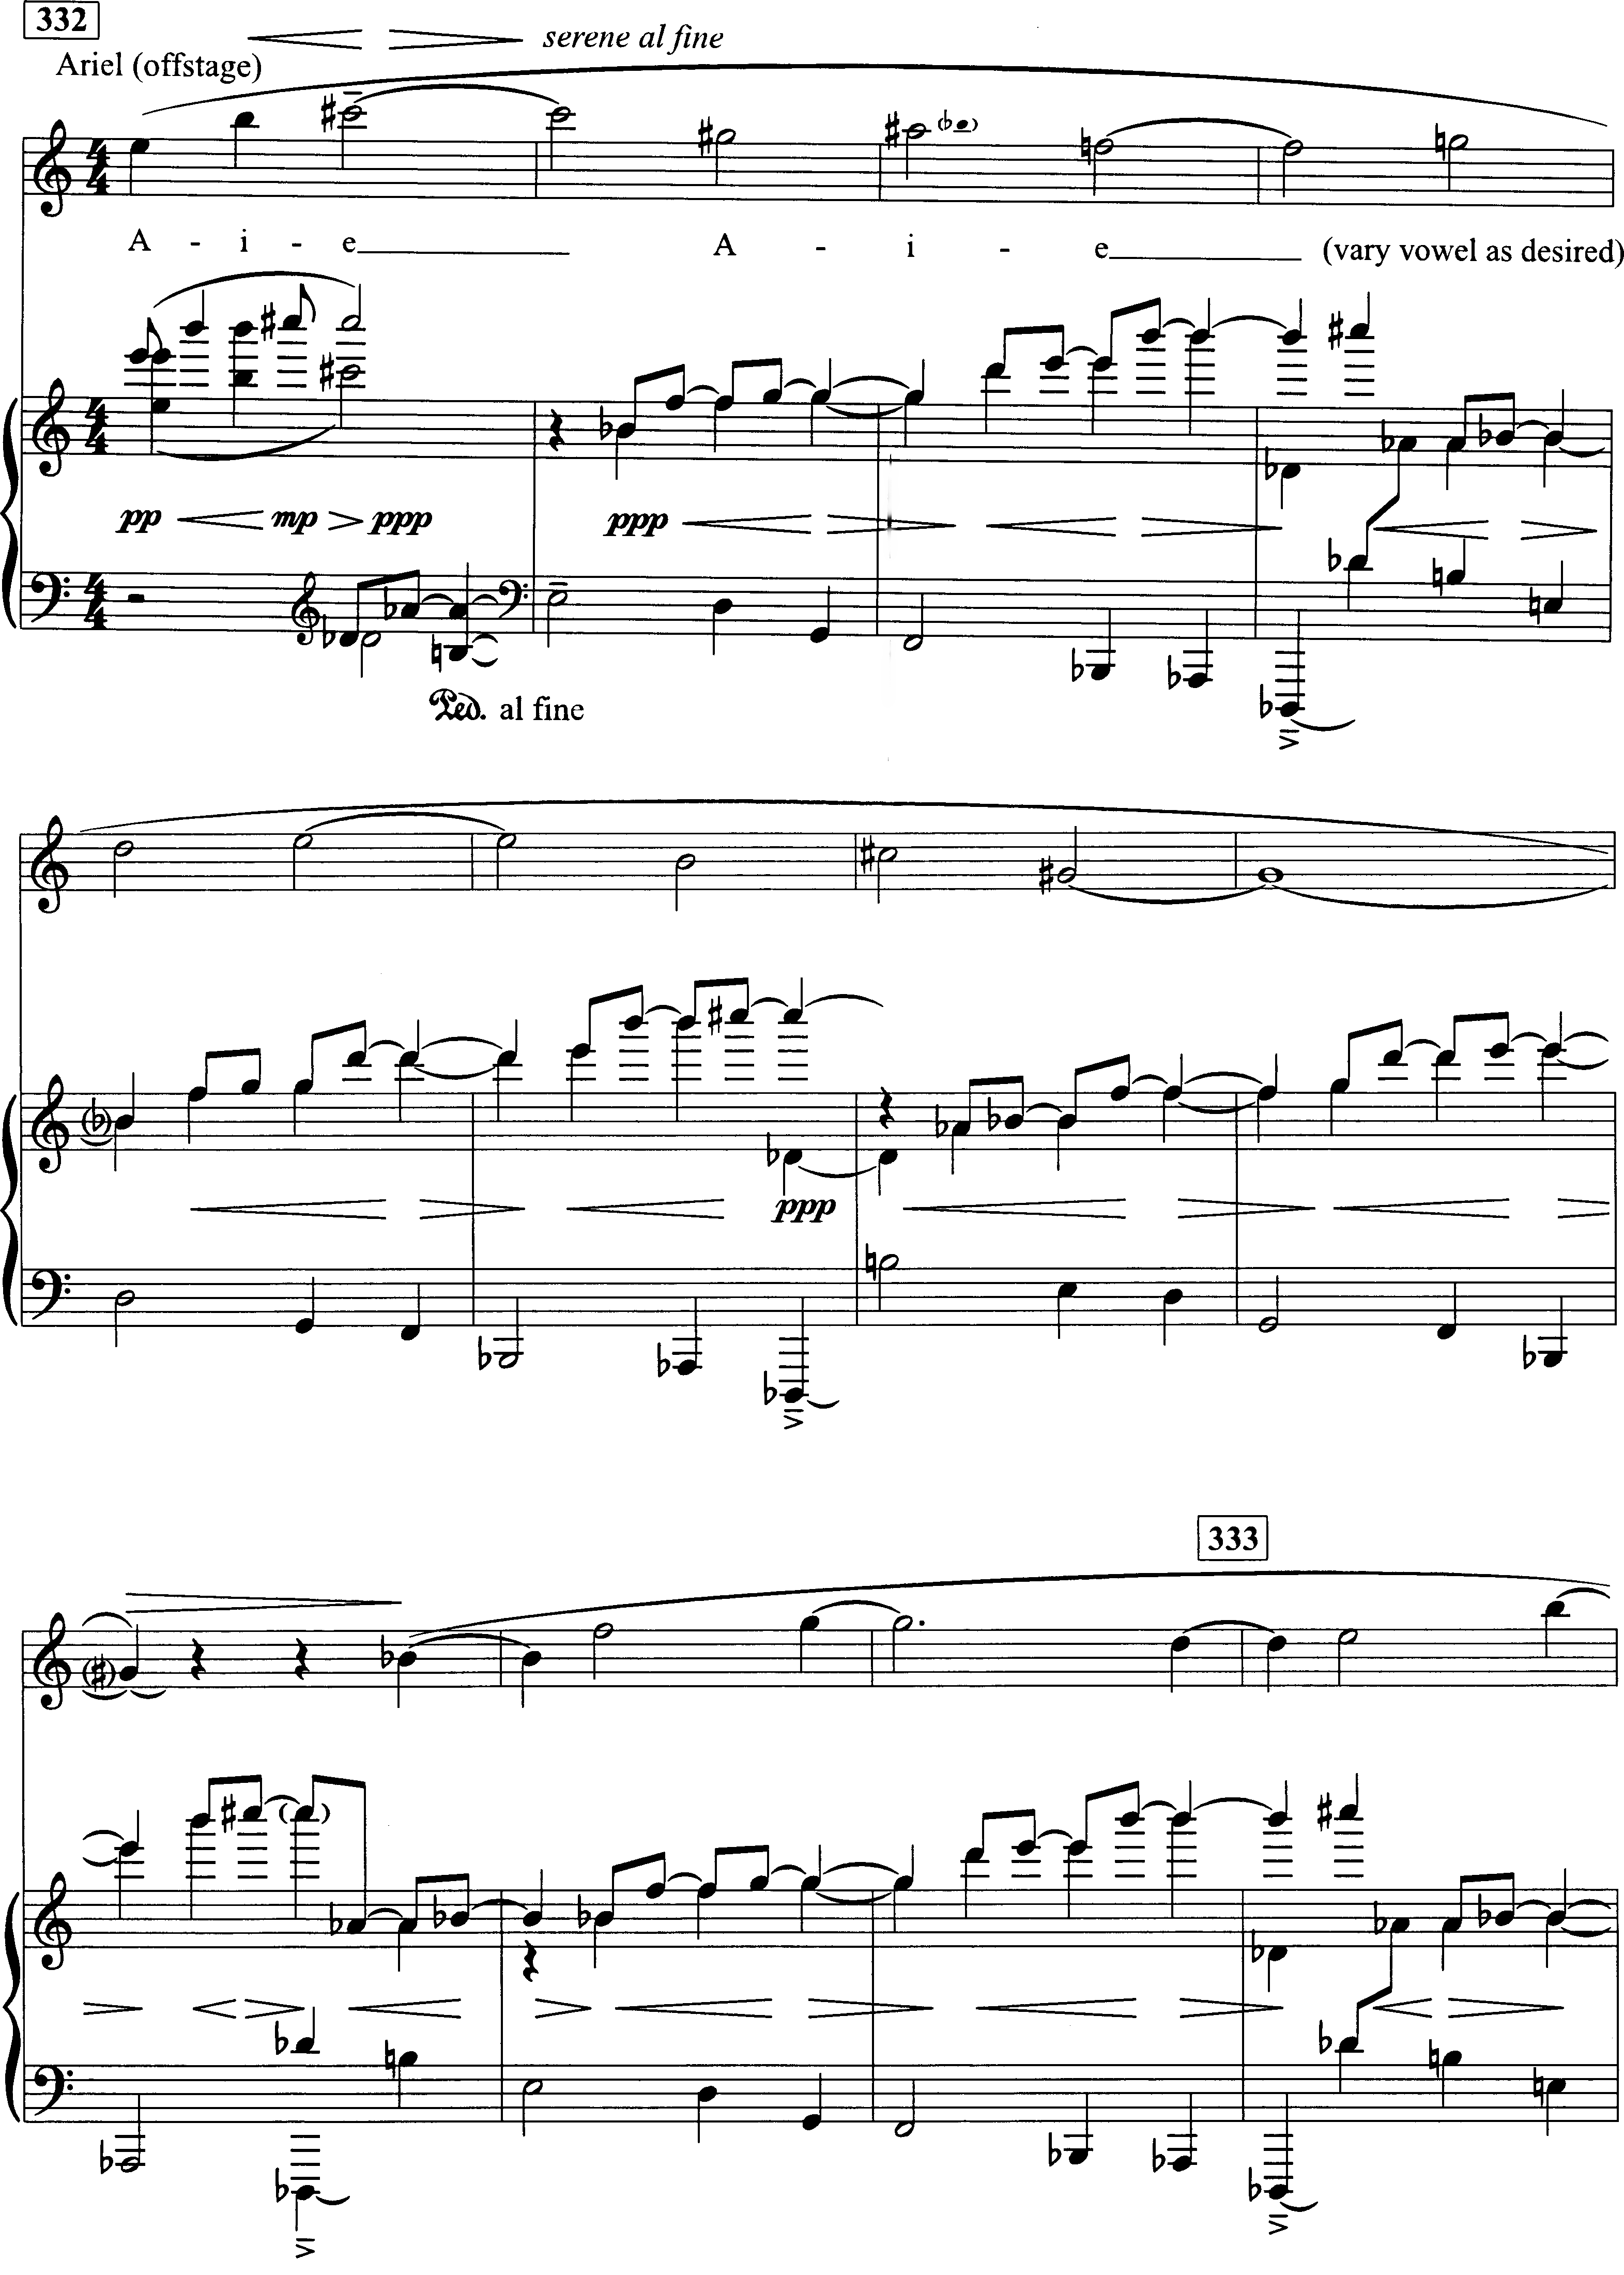 332
serene al fine
Ariel (offstage)
A - i - e A - i - e (vary vowel as desired)
pp mp ppp ppp
Ped. al fine
ppp
333